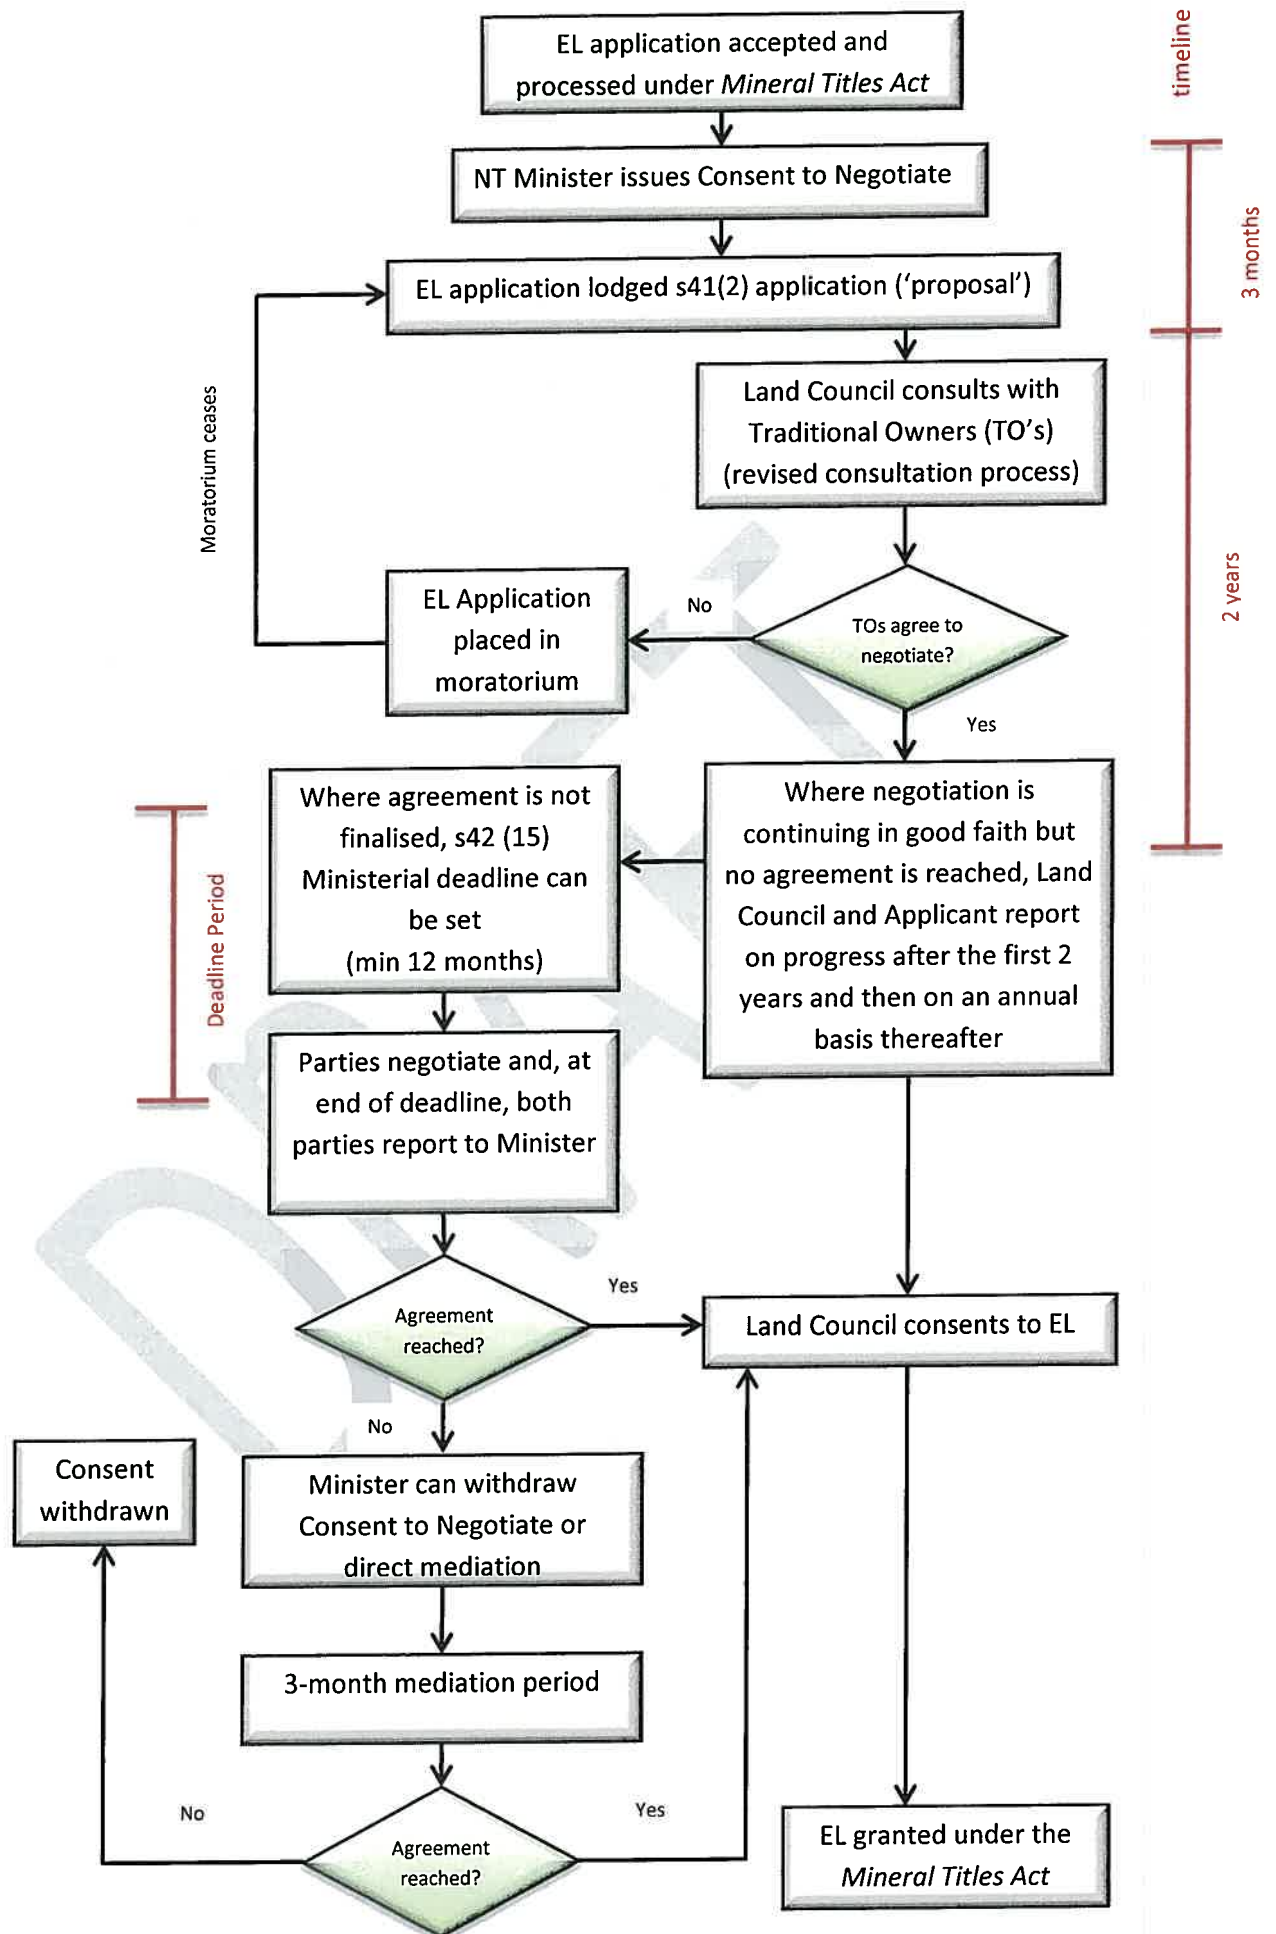 timeline
EL application accepted and
processed under Mineral Titles Act
NT Minister issues Consent to Negotiate
3 months
EL application lodged s41(2) application (‘proposal’)
Moratorium ceases
Land Council consults with
Traditional Owners (TO’s)
(revised consultation process)
2 years
EL Application
placed in
moratorium
No
TOs agree to
negotiate?
Yes
Where agreement is not
finalised, s42 (15)
Ministerial deadline can
be set
(min 12 months)
Where negotiation is
continuing in good faith but
no agreement is reached, Land
Council and Applicant report
on progress after the first 2
years and then on an annual
basis thereafter
Deadline Period
Parties negotiate and, at
end of deadline, both
parties report to Minister
Agreement
reached?
Yes
Land Council consents to EL
No
Consent
withdrawn
Minister can withdraw
Consent to Negotiate or
direct mediation
3-month mediation period
No
Agreement
reached?
Yes
EL granted under the
Mineral Titles Act
DRAFT